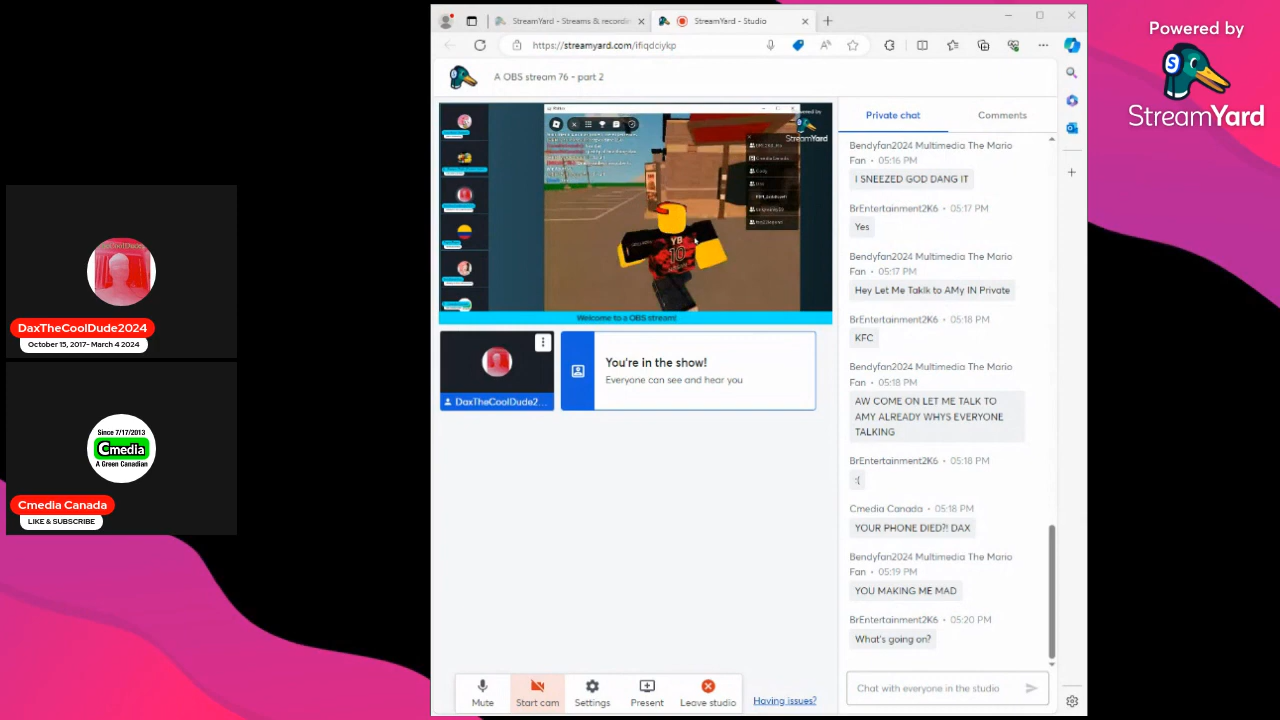 StreamYard - Streams & recordin
StreamYard - Studio
https://streamyard.com/ifiqdciykp
A OBS stream 76 - part 2
Powered by
StreamYard
StreamYard
YB
10
Welcome to a OBS stream!
DaxTheCoolDude2...
You're in the show!
Everyone can see and hear you
DaxTheCoolDude2024
October 15, 2017- March 4 2024
Since 7/17/2013
Cmedia
A Green Canadian
Cmedia Canada
LIKE & SUBSCRIBE
Private chat
Comments
Bendyfan2024 Multimedia The Mario
Fan • 05:16 PM
I SNEEZED GOD DANG IT
BrEntertainment2K6 • 05:17 PM
Yes
Bendyfan2024 Multimedia The Mario
Fan • 05:17 PM
Hey Let Me Taklk to AMy IN Private
BrEntertainment2K6 • 05:18 PM
KFC
Bendyfan2024 Multimedia The Mario
Fan • 05:18 PM
AW COME ON LET ME TALK TO
AMY ALREADY WHYS EVERYONE
TALKING
BrEntertainment2K6 • 05:18 PM
:(
Cmedia Canada • 05:18 PM
YOUR PHONE DIED?! DAX
Bendyfan2024 Multimedia The Mario
Fan • 05:19 PM
YOU MAKING ME MAD
BrEntertainment2K6 • 05:20 PM
What's going on?
Chat with everyone in the studio
Mute
Start cam
Settings
Present
Leave studio
Having issues?